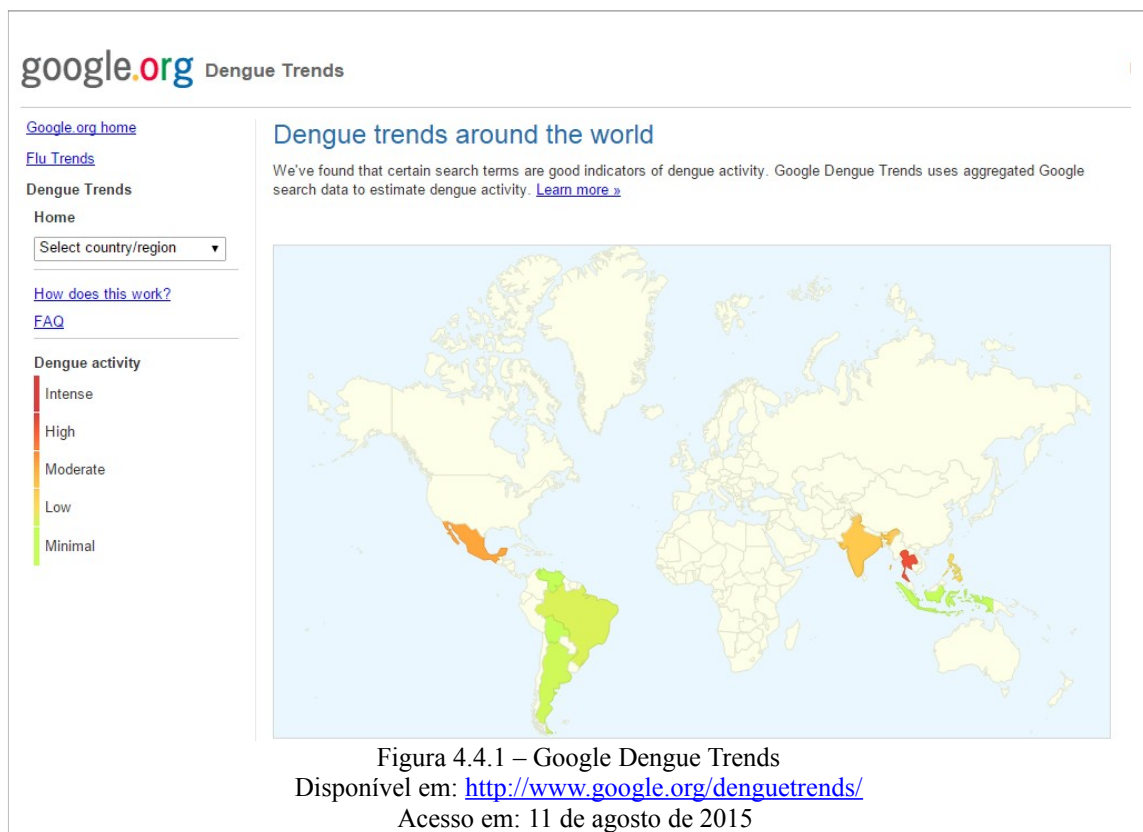 google.org Dengue Trends
Google.org home
Flu Trends
Dengue Trends
Home
Select country/region
How does this work?
FAQ
Dengue activity
Intense
High
Moderate
Low
Minimal
Dengue trends around the world
We've found that certain search terms are good indicators of dengue activity. Google Dengue Trends uses aggregated Google
search data to estimate dengue activity. Learn more »
Figura 4.4.1 – Google Dengue Trends
Disponível em: http://www.google.org/denguetrends/
Acesso em: 11 de agosto de 2015